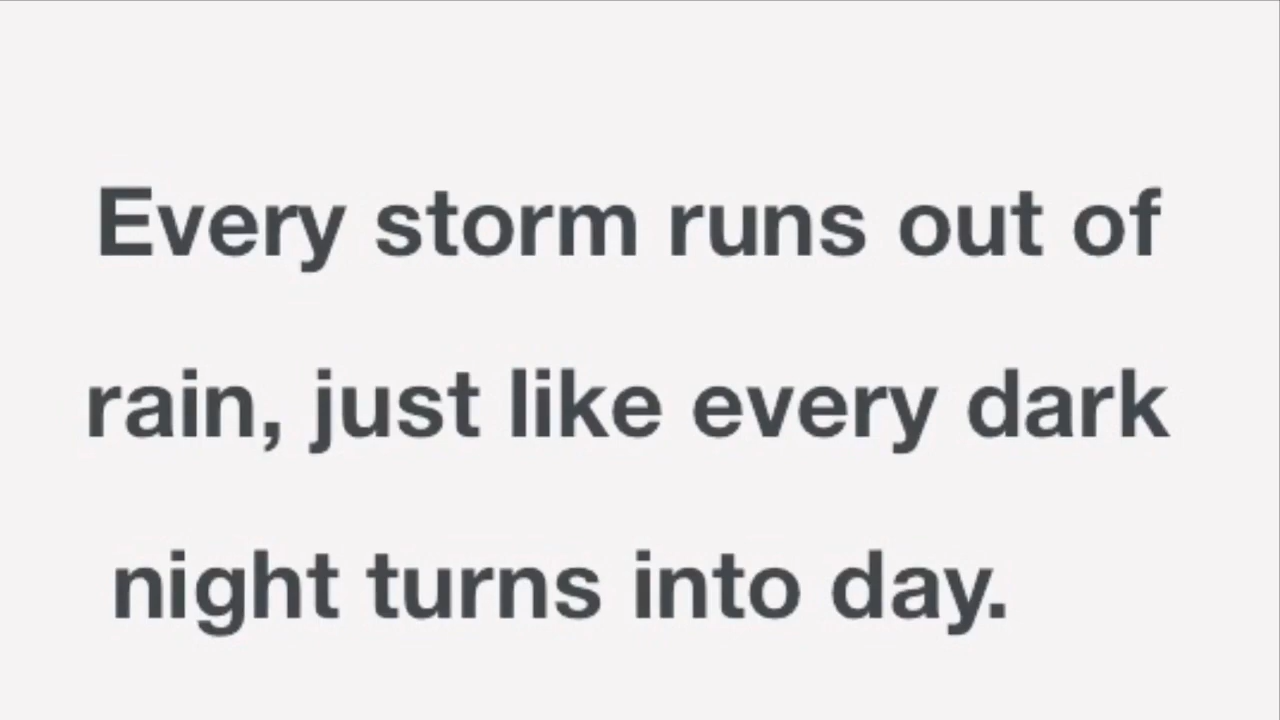 Every storm runs out of
rain, just like every dark
night turns into day.